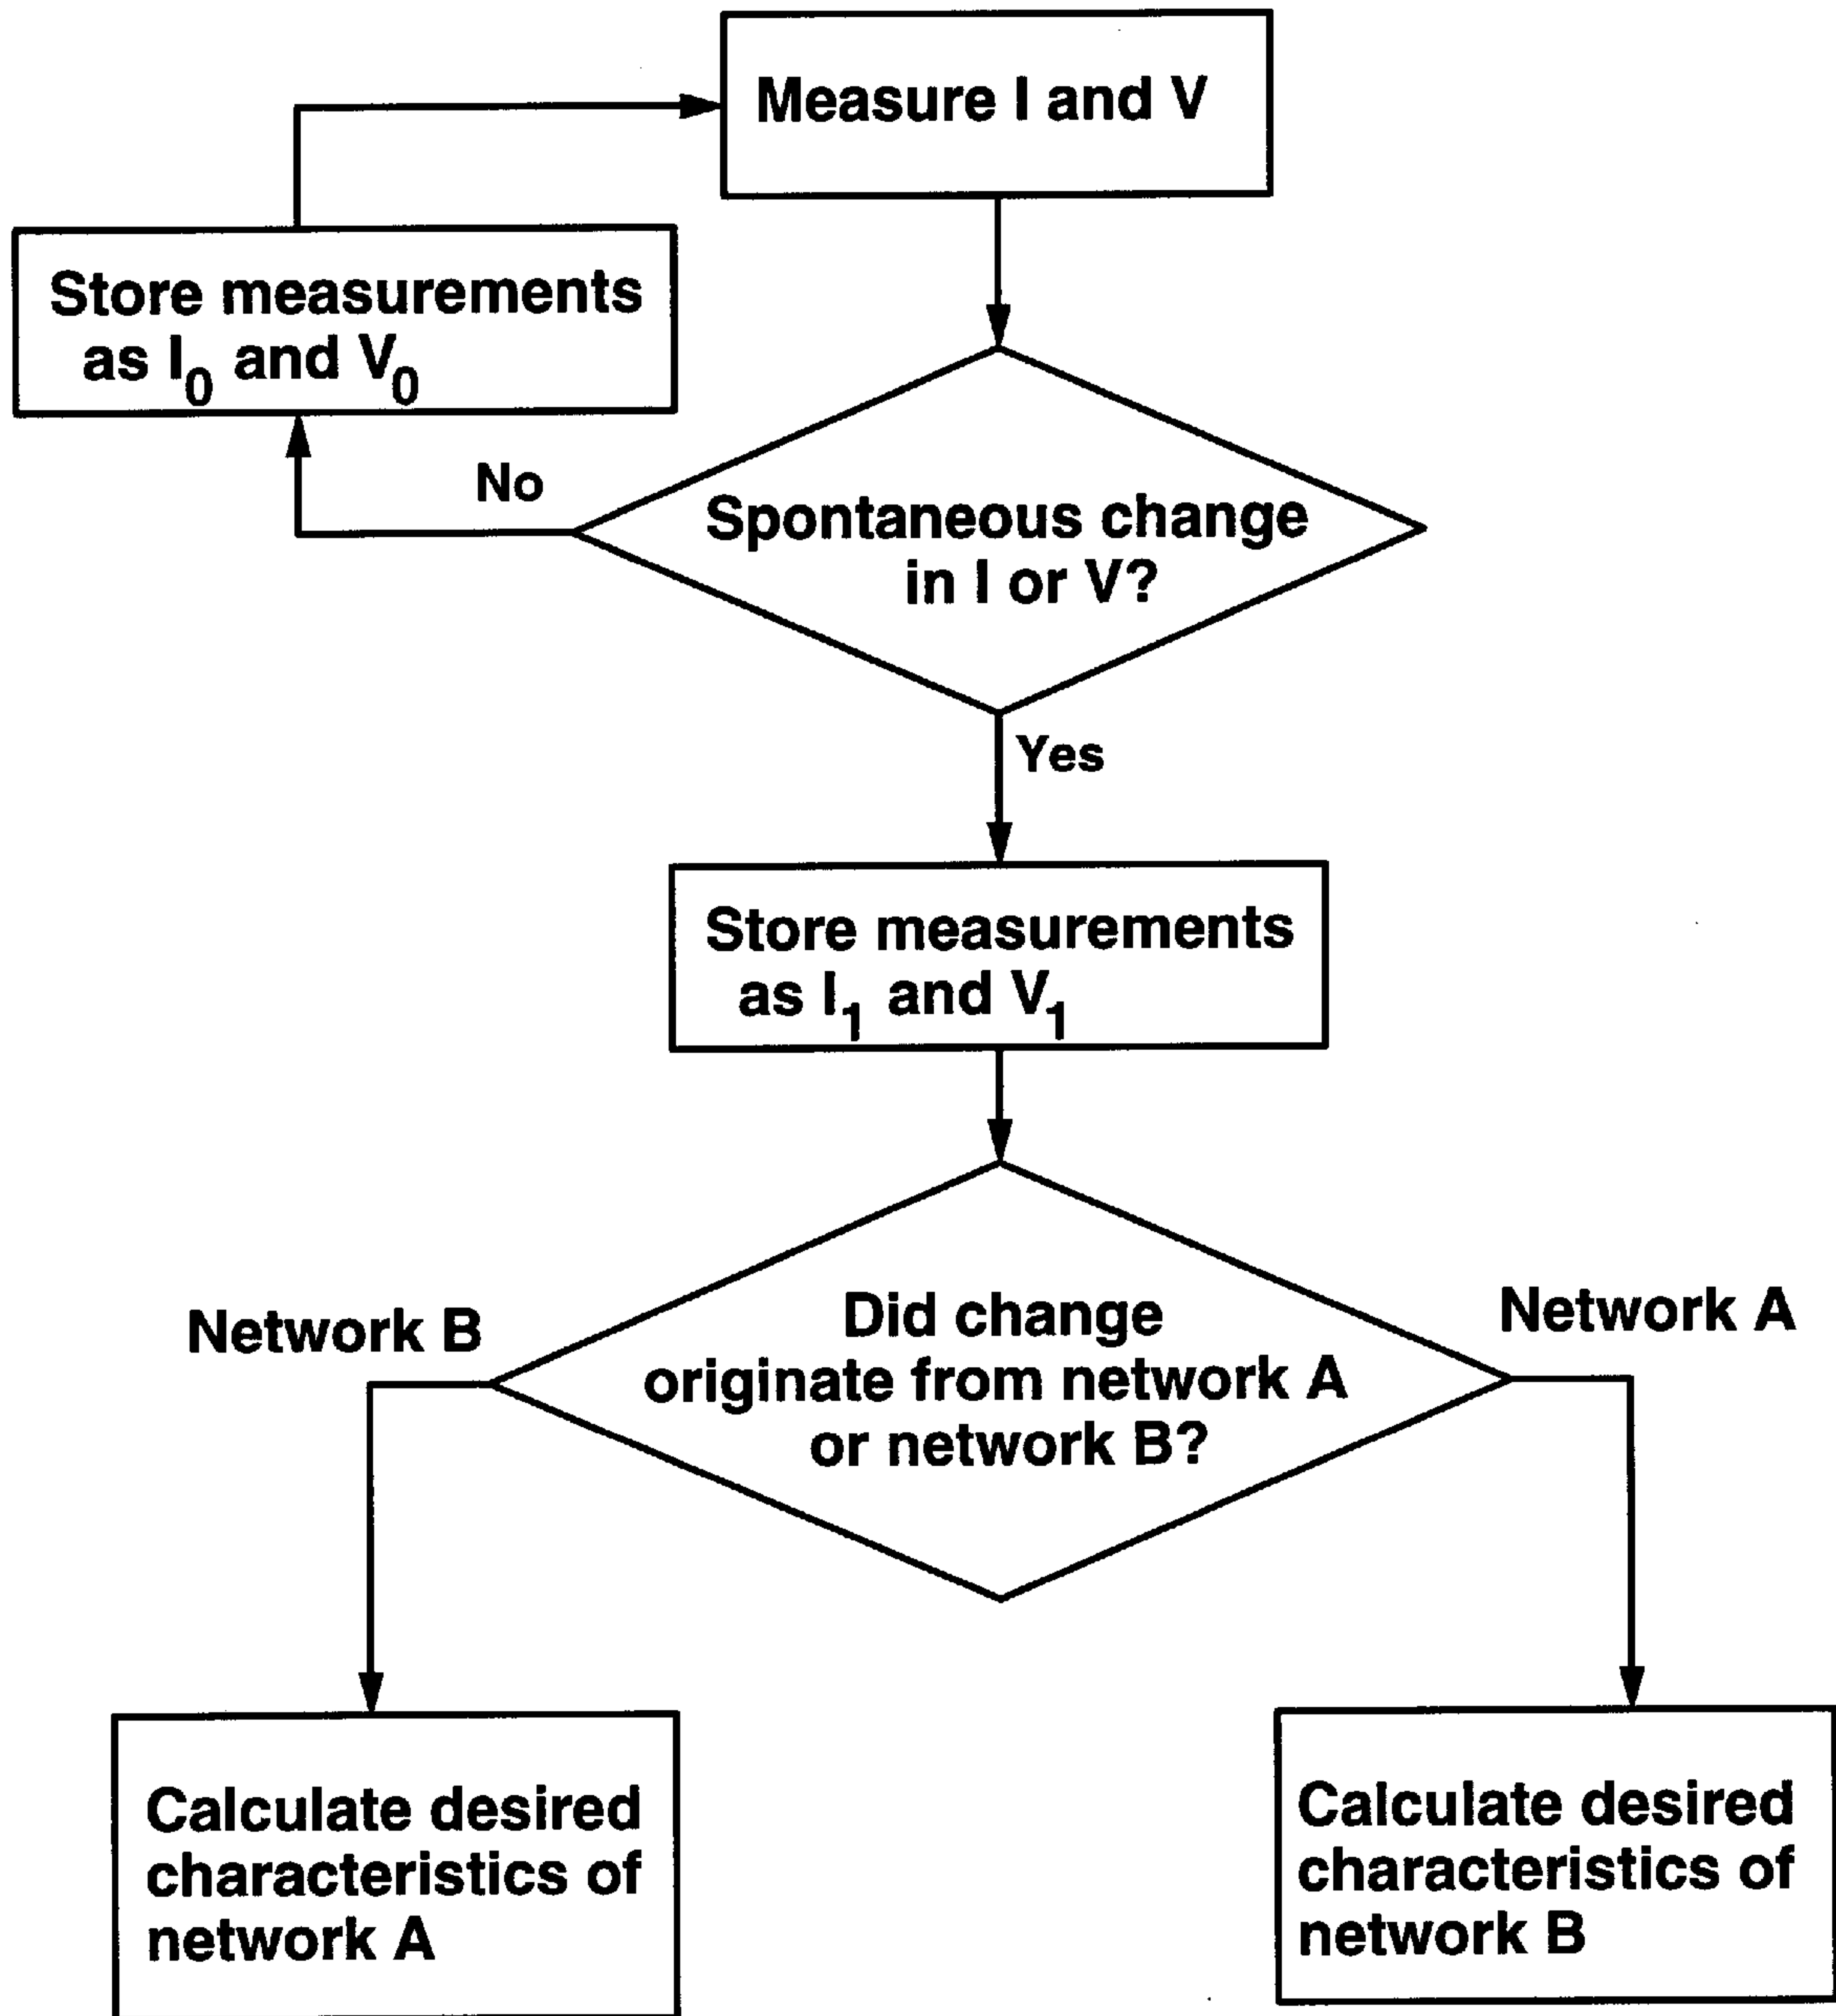 Measure I and V
Store measurements
as I₀ and V₀
No
Spontaneous change
in I or V?
Yes
Store measurements
as I₁ and V₁
Did change
originate from network A
or network B?
Network B
Network A
Calculate desired
characteristics of
network A
Calculate desired
characteristics of
network B